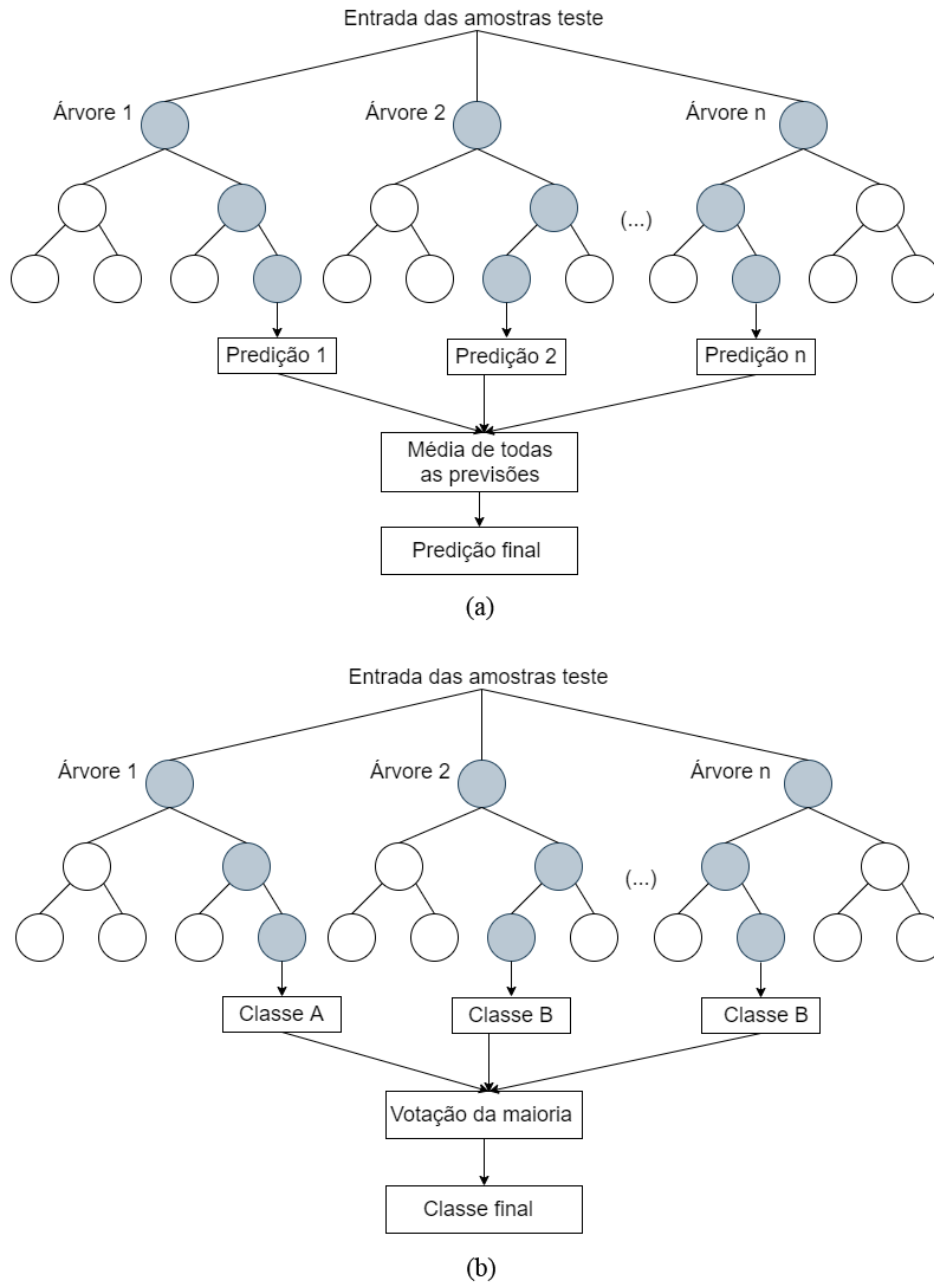 Entrada das amostras teste
Árvore 1
Árvore 2
Árvore n
(...)
Predição 1
Predição 2
Predição n
Média de todas
as previsões
Predição final
(a)
Entrada das amostras teste
Árvore 1
Árvore 2
Árvore n
(...)
Classe A
Classe B
Classe B
Votação da maioria
Classe final
(b)